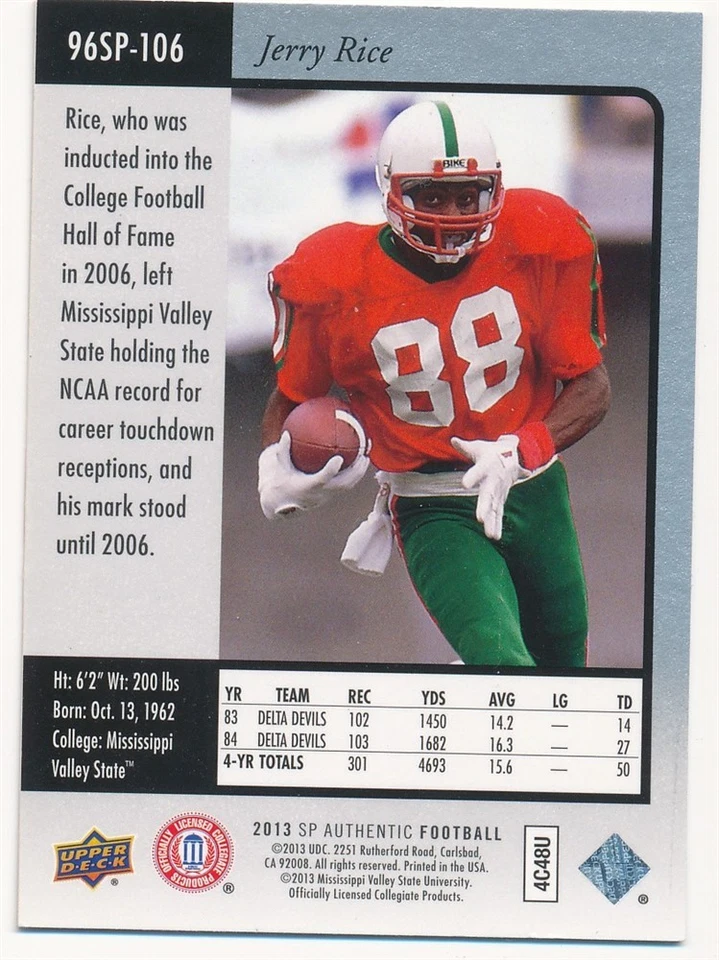 96SP-106
Jerry Rice
Rice, who was
inducted into the
College Football
Hall of Fame
in 2006, left
Mississippi Valley
State holding the
NCAA record for
career touchdown
receptions, and
his mark stood
until 2006.
BIKE
88
Ht: 6'2" Wt: 200 lbs
Born: Oct. 13, 1962
College: Mississippi
Valley State™
YR TEAM REC YDS AVG LG TD
83 DELTA DEVILS 102 1450 14.2 — 14
84 DELTA DEVILS 103 1682 16.3 — 27
4-YR TOTALS 301 4693 15.6 — 50
UPPER
D·E·C·K
®
OFFICIALLY LICENSED COLLEGIATE PRODUCTS
®
2013 SP AUTHENTIC FOOTBALL
©2013 UDC. 2251 Rutherford Road, Carlsbad,
CA 92008. All rights reserved. Printed in the USA.
©2013 Mississippi Valley State University.
Officially Licensed Collegiate Products.
4C48U
®